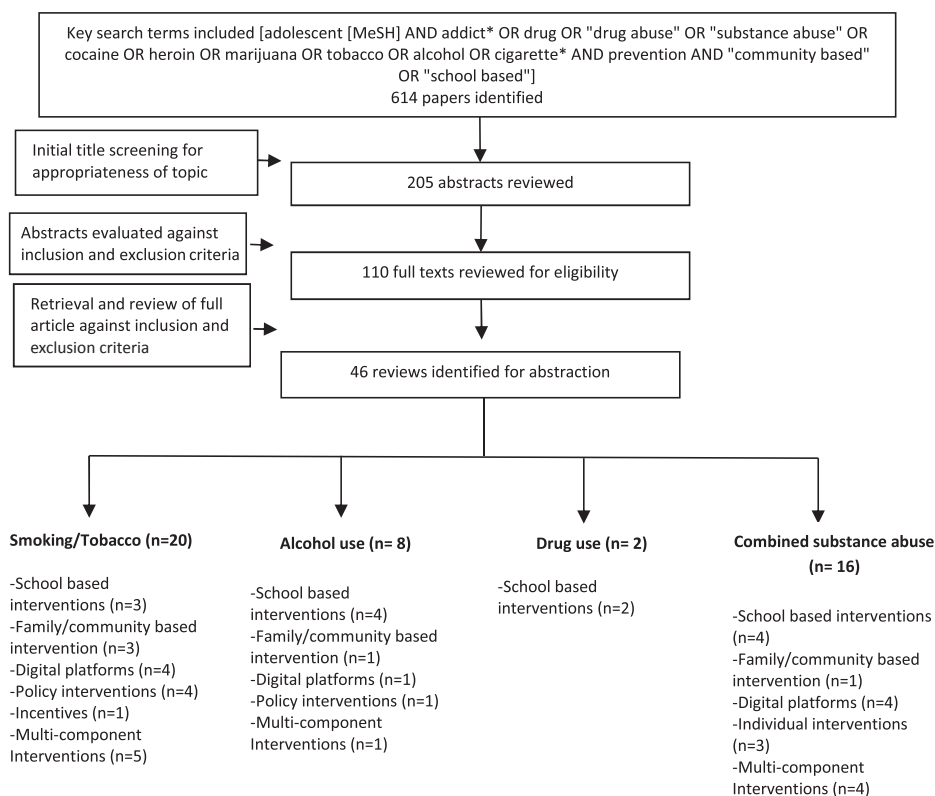 Key search terms included [adolescent [MeSH] AND addict* OR drug OR "drug abuse" OR "substance abuse" OR
cocaine OR heroin OR marijuana OR tobacco OR alcohol OR cigarette* AND prevention AND "community based"
OR "school based"]
614 papers identified
Initial title screening for
appropriateness of topic
205 abstracts reviewed
Abstracts evaluated against
inclusion and exclusion criteria
110 full texts reviewed for eligibility
Retrieval and review of full
article against inclusion and
exclusion criteria
46 reviews identified for abstraction
Smoking/Tobacco (n=20)
-School based
interventions (n=3)
-Family/community based
intervention (n=3)
-Digital platforms (n=4)
-Policy interventions (n=4)
-Incentives (n=1)
-Multi-component
Interventions (n=5)
Alcohol use (n= 8)
-School based
interventions (n=4)
-Family/community based
intervention (n=1)
-Digital platforms (n=1)
-Policy interventions (n=1)
-Multi-component
Interventions (n=1)
Drug use (n= 2)
-School based
interventions (n=2)
Combined substance abuse
(n= 16)
-School based interventions
(n=4)
-Family/community based
intervention (n=1)
-Digital platforms (n=4)
-Individual interventions
(n=3)
-Multi-component
Interventions (n=4)